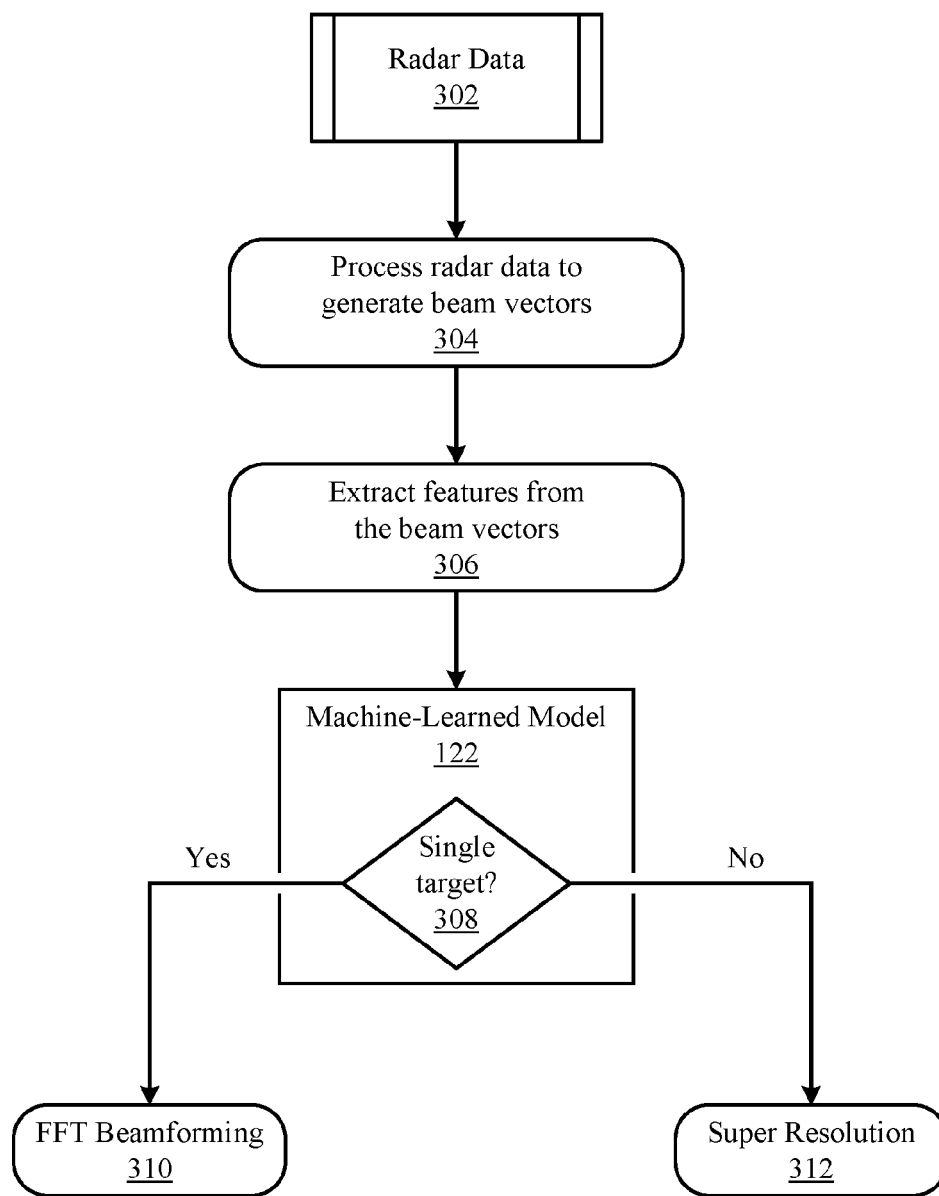 Radar Data
302
Process radar data to
generate beam vectors
304
Extract features from
the beam vectors
306
Machine-Learned Model
122
Yes
Single
target?
308
No
FFT Beamforming
310
Super Resolution
312